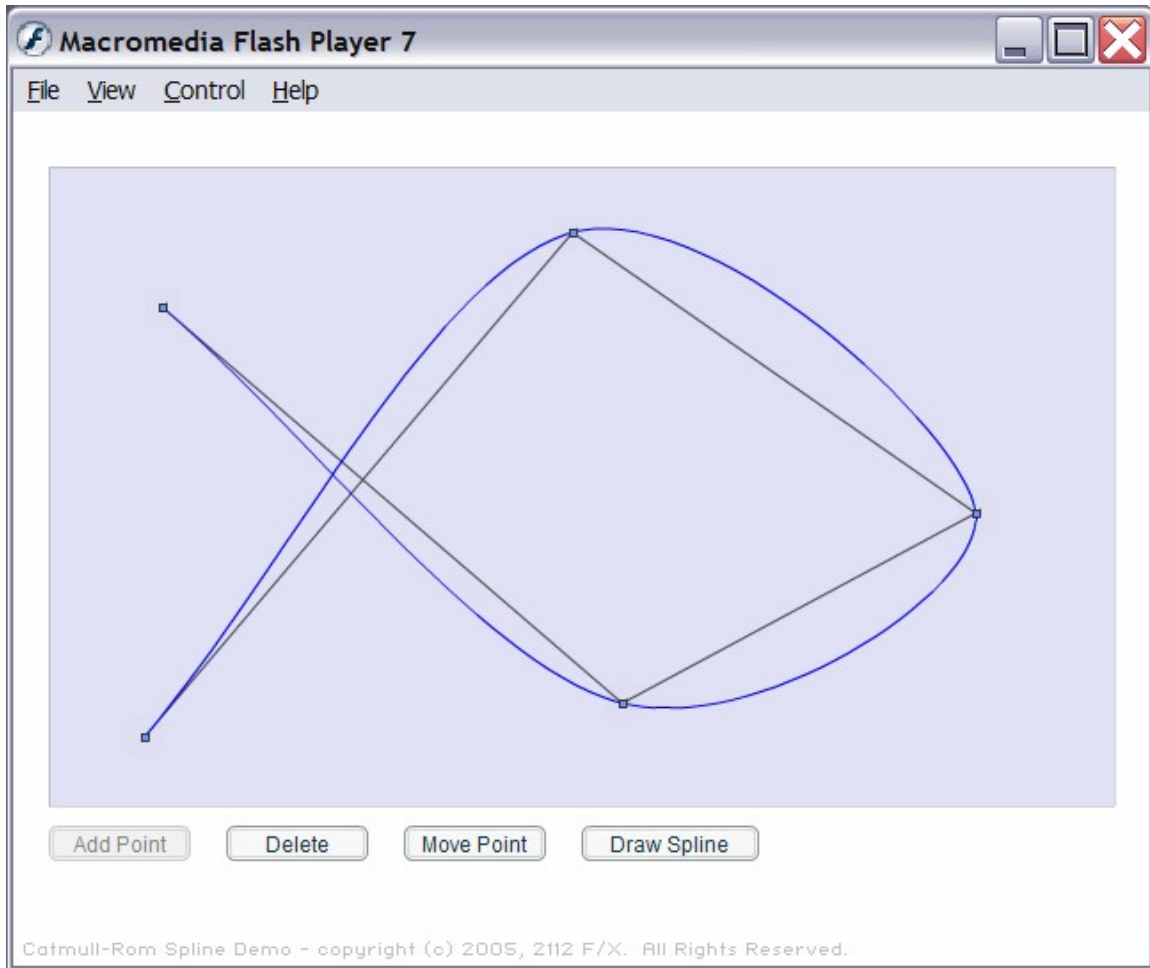 Macromedia Flash Player 7
File View Control Help
Add Point Delete Move Point Draw Spline
Catmull-Rom Spline Demo - copyright (c) 2005, 2112 F/X. All Rights Reserved.